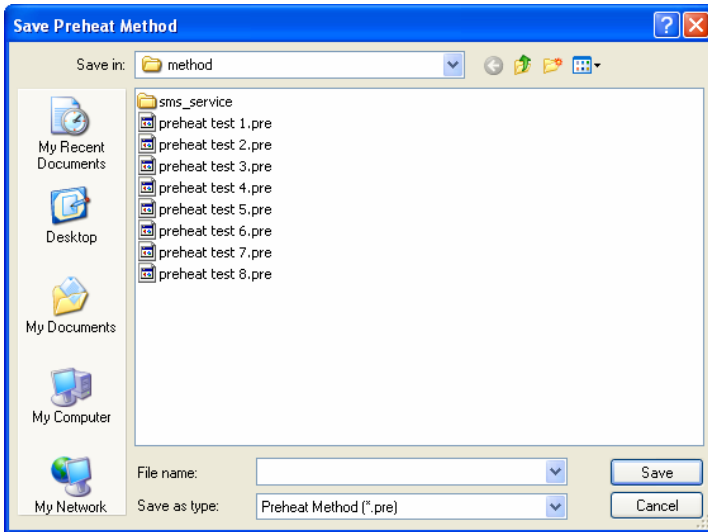 Save Preheat Method
Save in:
method
My Recent
Documents
Desktop
My Documents
My Computer
My Network
sms_service
preheat test 1.pre
preheat test 2.pre
preheat test 3.pre
preheat test 4.pre
preheat test 5.pre
preheat test 6.pre
preheat test 7.pre
preheat test 8.pre
File name:
Save
Save as type:
Preheat Method (*.pre)
Cancel